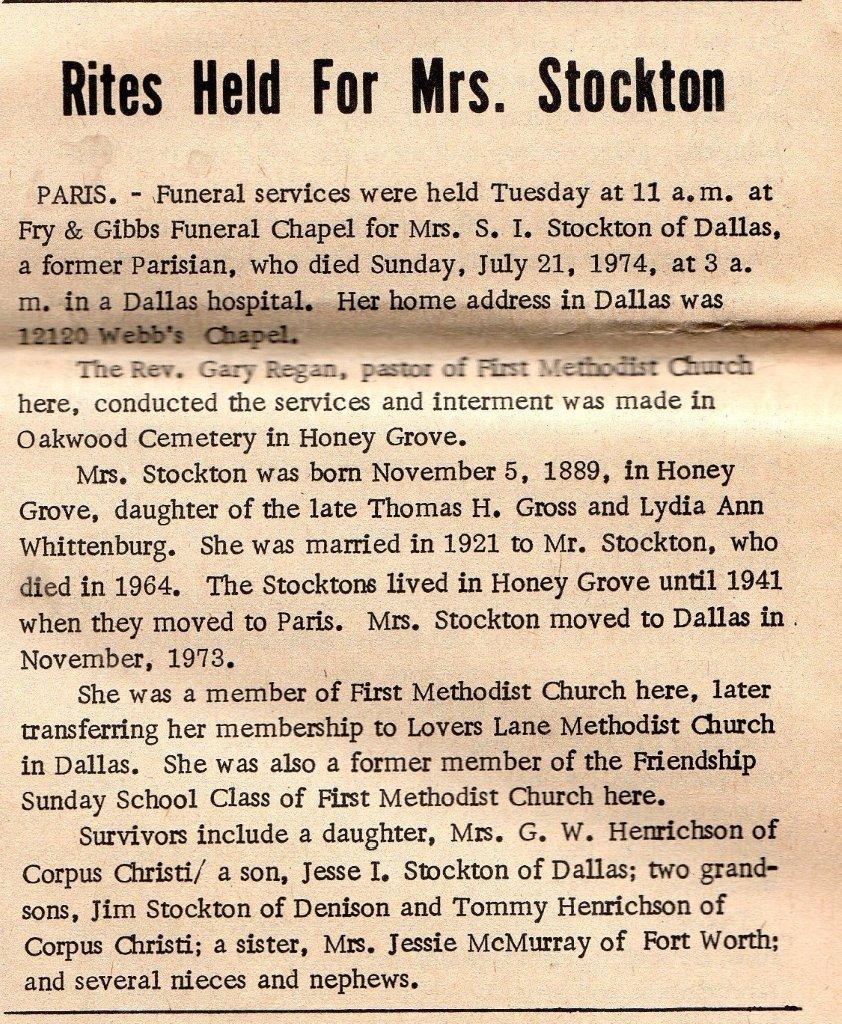 Rites Held For Mrs. Stockton
PARIS. - Funeral services were held Tuesday at 11 a.m. at
Fry & Gibbs Funeral Chapel for Mrs. S. I. Stockton of Dallas,
a former Parisian, who died Sunday, July 21, 1974, at 3 a.
m. in a Dallas hospital. Her home address in Dallas was
12120 Webb's Chapel.
The Rev. Gary Regan, pastor of First Methodist Church
here, conducted the services and interment was made in
Oakwood Cemetery in Honey Grove.
Mrs. Stockton was born November 5, 1889, in Honey
Grove, daughter of the late Thomas H. Gross and Lydia Ann
Whittenburg. She was married in 1921 to Mr. Stockton, who
died in 1964. The Stocktons lived in Honey Grove until 1941
when they moved to Paris. Mrs. Stockton moved to Dallas in
November, 1973.
She was a member of First Methodist Church here, later
transferring her membership to Lovers Lane Methodist Church
in Dallas. She was also a former member of the Friendship
Sunday School Class of First Methodist Church here.
Survivors include a daughter, Mrs. G. W. Henrichson of
Corpus Christi/ a son, Jesse I. Stockton of Dallas; two grand-
sons, Jim Stockton of Denison and Tommy Henrichson of
Corpus Christi; a sister, Mrs. Jessie McMurray of Fort Worth;
and several nieces and nephews.